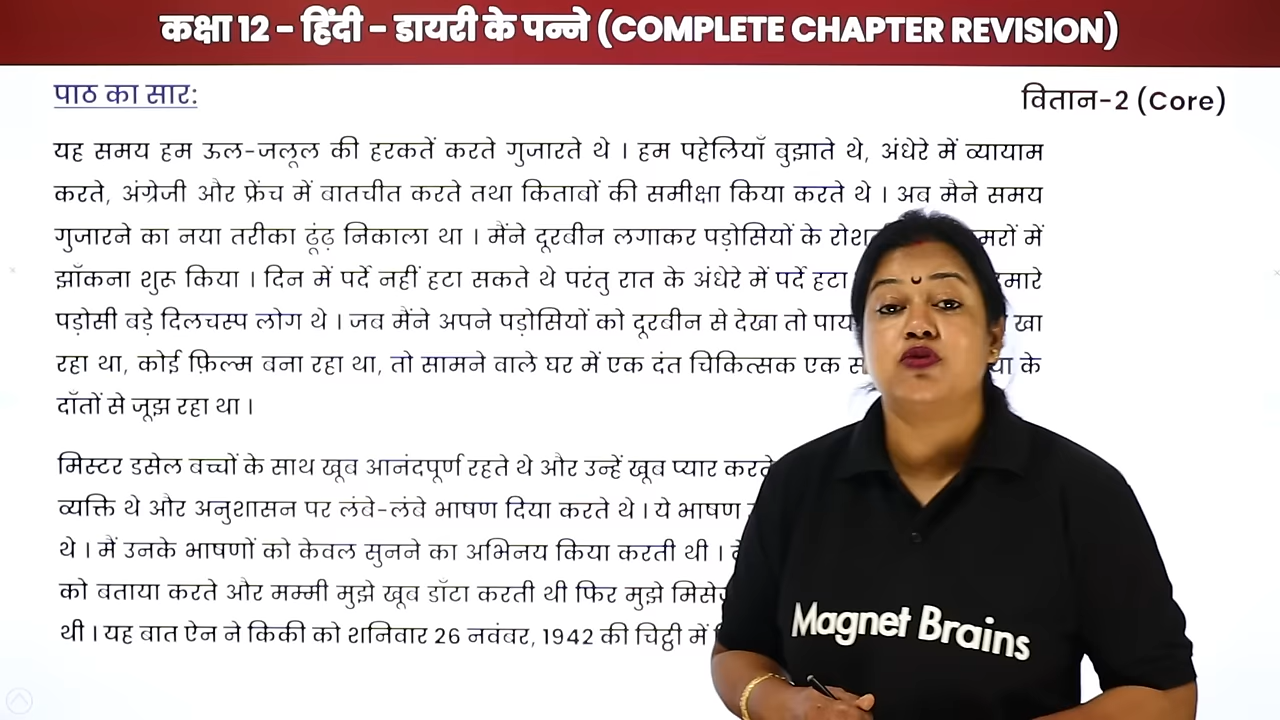 कक्षा 12 - हिंदी - डायरी के पन्ने (COMPLETE CHAPTER REVISION)
पाठ का सार:
वितान-2 (Core)
यह समय हम ऊल-जलूल की हरकतें करते गुजारते थे । हम पहेलियाँ बुझाते थे, अंधेरे में व्यायाम
करते, अंग्रेजी और फ्रेंच में बातचीत करते तथा किताबों की समीक्षा किया करते थे । अब मैने समय
गुजारने का नया तरीका ढूंढ़ निकाला था । मैंने दूरबीन लगाकर पड़ोसियों के में
झाँकना शुरू किया । दिन में पर्दे नहीं हटा सकते थे परंतु रात के अंधेरे में पर्दे हटा
पड़ोसी बड़े दिलचस्प लोग थे । जब मैंने अपने पड़ोसियों को दूरबीन से देखा तो खा
रहा था, कोई फ़िल्म बना रहा था, तो सामने वाले घर में एक दंत चिकित्सक एक के
दाँतों से जूझ रहा था ।
मिस्टर डसेल बच्चों के साथ खूब आनंदपूर्ण रहते थे और उन्हें खूब प्यार
व्यक्ति थे और अनुशासन पर लंबे-लंबे भाषण दिया करते थे । ये भाषण
थे । मैं उनके भाषणों को केवल सुनने का अभिनय किया करती थी ।
को बताया करते और मम्मी मुझे खूब डाँटा करती थी फिर मुझे
थी । यह बात ऐन ने किकी को शनिवार 26 नवंबर, 1942 की चिट्ठी में
Magnet Brains